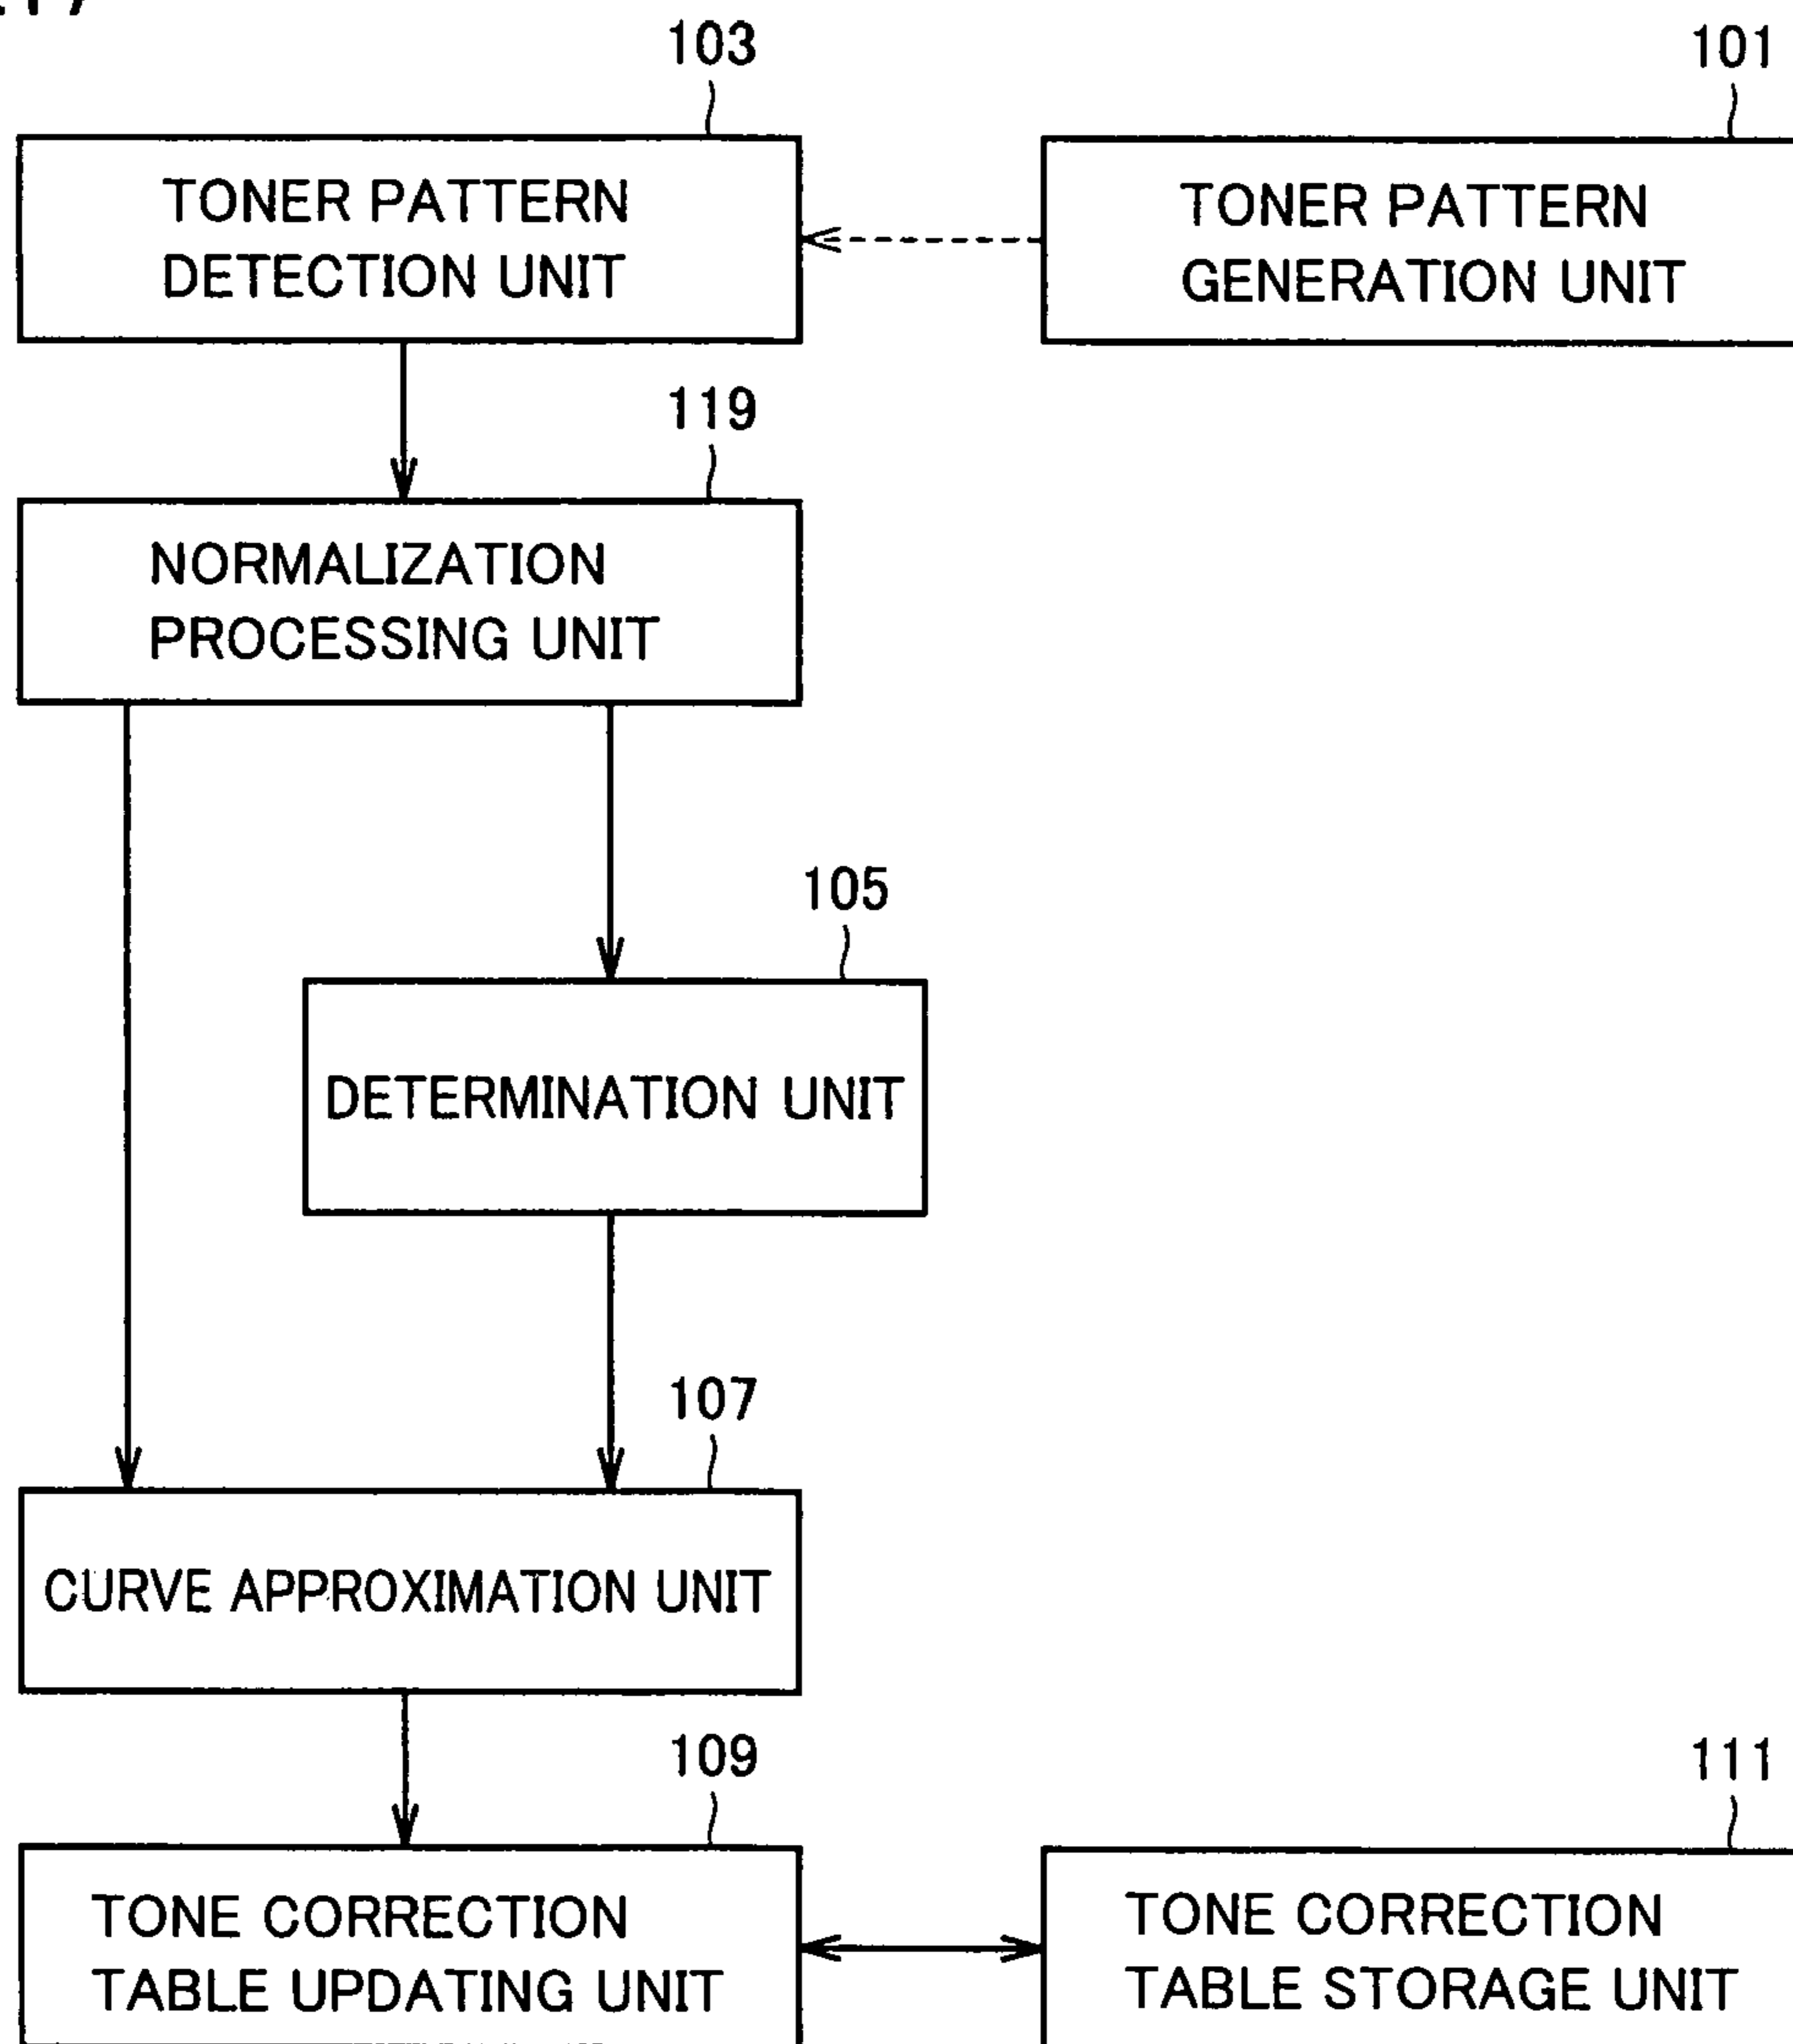 103
101
TONER PATTERN
DETECTION UNIT
TONER PATTERN
GENERATION UNIT
119
NORMALIZATION
PROCESSING UNIT
105
DETERMINATION UNIT
107
CURVE APPROXIMATION UNIT
109
111
TONE CORRECTION
TABLE UPDATING UNIT
TONE CORRECTION
TABLE STORAGE UNIT